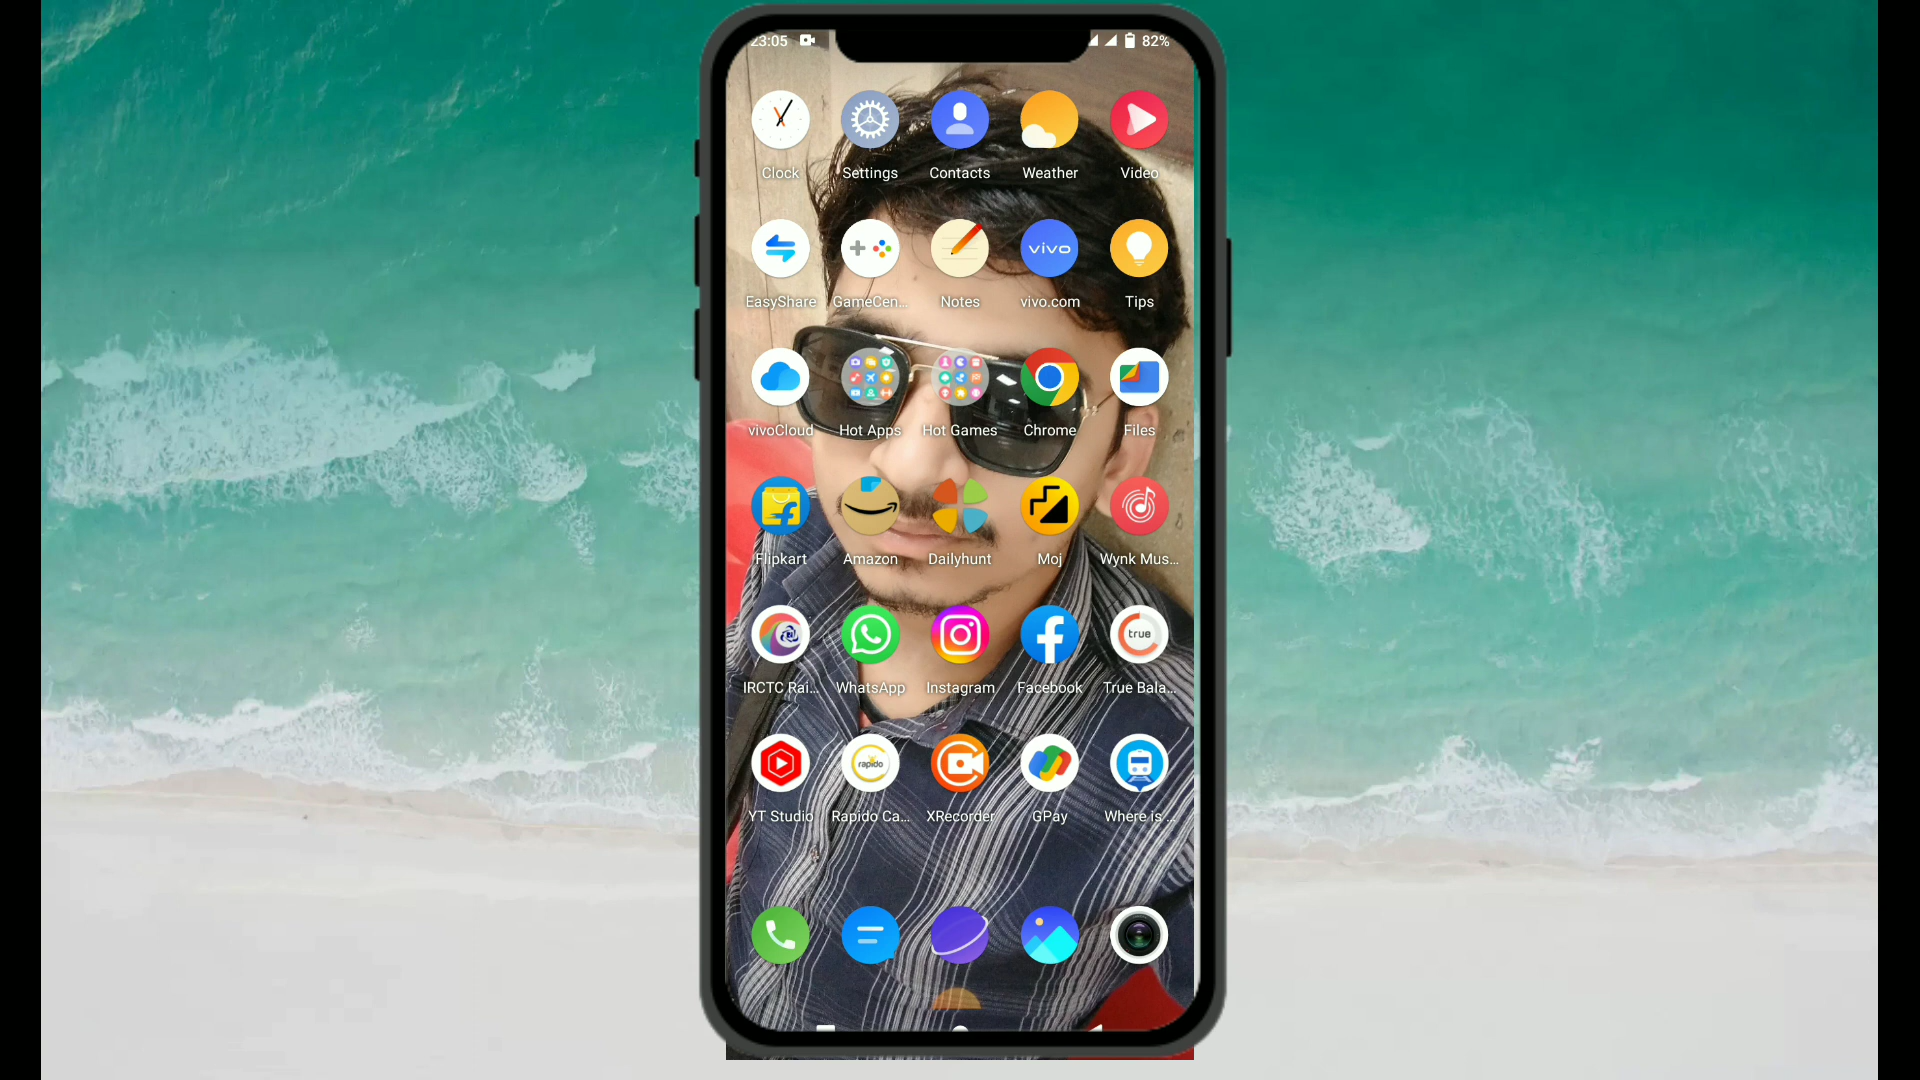 23:05 82%
Clock Settings Contacts Weather Video
vivo
EasyShare GameCen... Notes vivo.com Tips
vivoCloud Hot Apps Hot Games Chrome Files
Flipkart Amazon Dailyhunt Moj Wynk Mus...
true
IRCTC Rai... WhatsApp Instagram Facebook True Bala...
rapido
YT Studio Rapido Ca... XRecorder GPay Where is ...